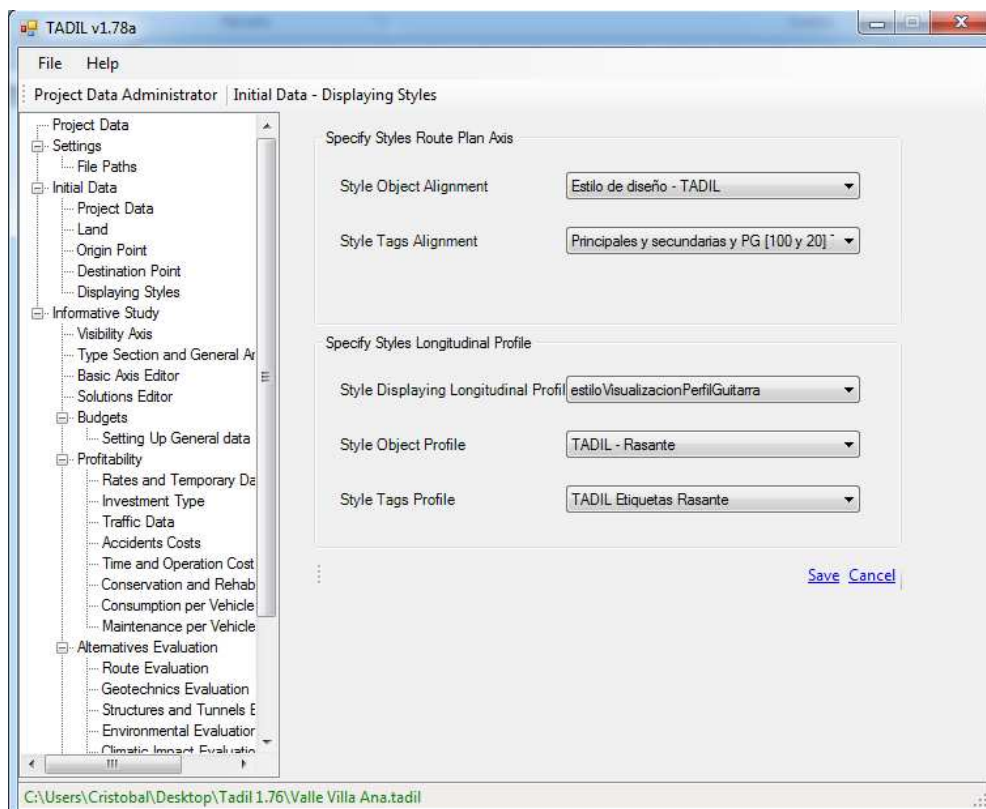 TADIL v1.78a
File Help
Project Data Administrator Initial Data - Displaying Styles
Project Data
Settings
File Paths
Initial Data
Project Data
Land
Origin Point
Destination Point
Displaying Styles
Informative Study
Visibility Axis
Type Section and General Ar
Basic Axis Editor
Solutions Editor
Budgets
Setting Up General data
Profitability
Rates and Temporary Da
Investment Type
Traffic Data
Accidents Costs
Time and Operation Cost
Conservation and Rehab
Consumption per Vehicle
Maintenance per Vehicle
Alternatives Evaluation
Route Evaluation
Geotechnics Evaluation
Structures and Tunnels E
Environmental Evaluation
Climatic Impact Evaluatio
Specify Styles Route Plan Axis
Style Object Alignment Estilo de diseño - TADIL
Style Tags Alignment Principales y secundarias y PG [100 y 20]
Specify Styles Longitudinal Profile
Style Displaying Longitudinal Profil estiloVisualizacionPerfilGuitarra
Style Object Profile TADIL - Rasante
Style Tags Profile TADIL Etiquetas Rasante
Save Cancel
C:\Users\Cristobal\Desktop\Tadil 1.76\Valle Villa Ana.tadil